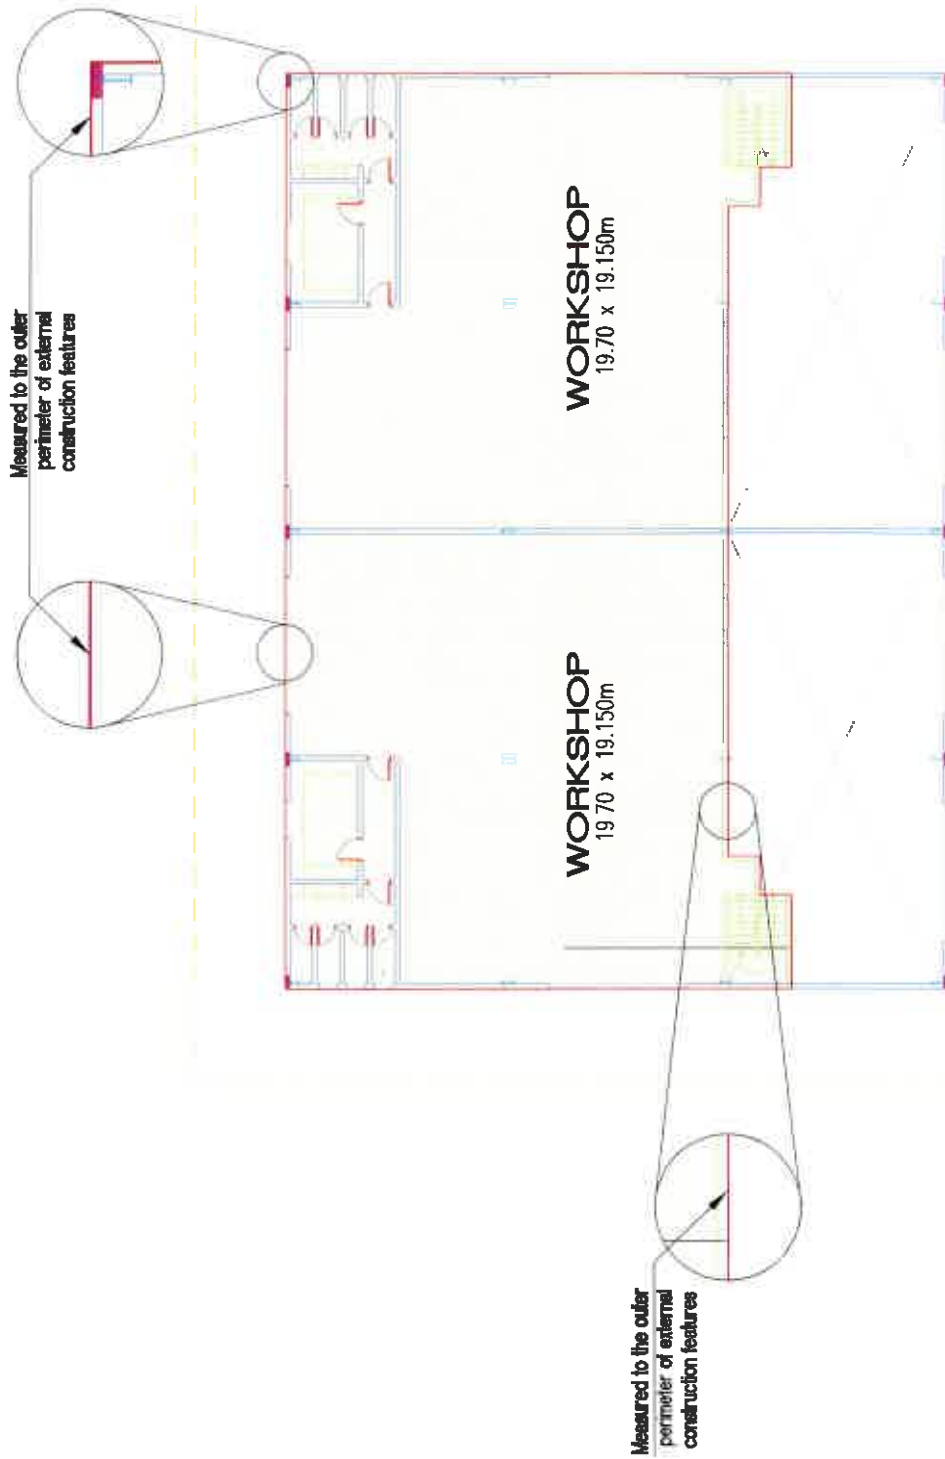 Measured to the outer
perimeter of external
construction features
WORKSHOP
19.70 x 19.150m
WORKSHOP
19 70 x 19.150m
Measured to the outer
perimeter of external
construction features